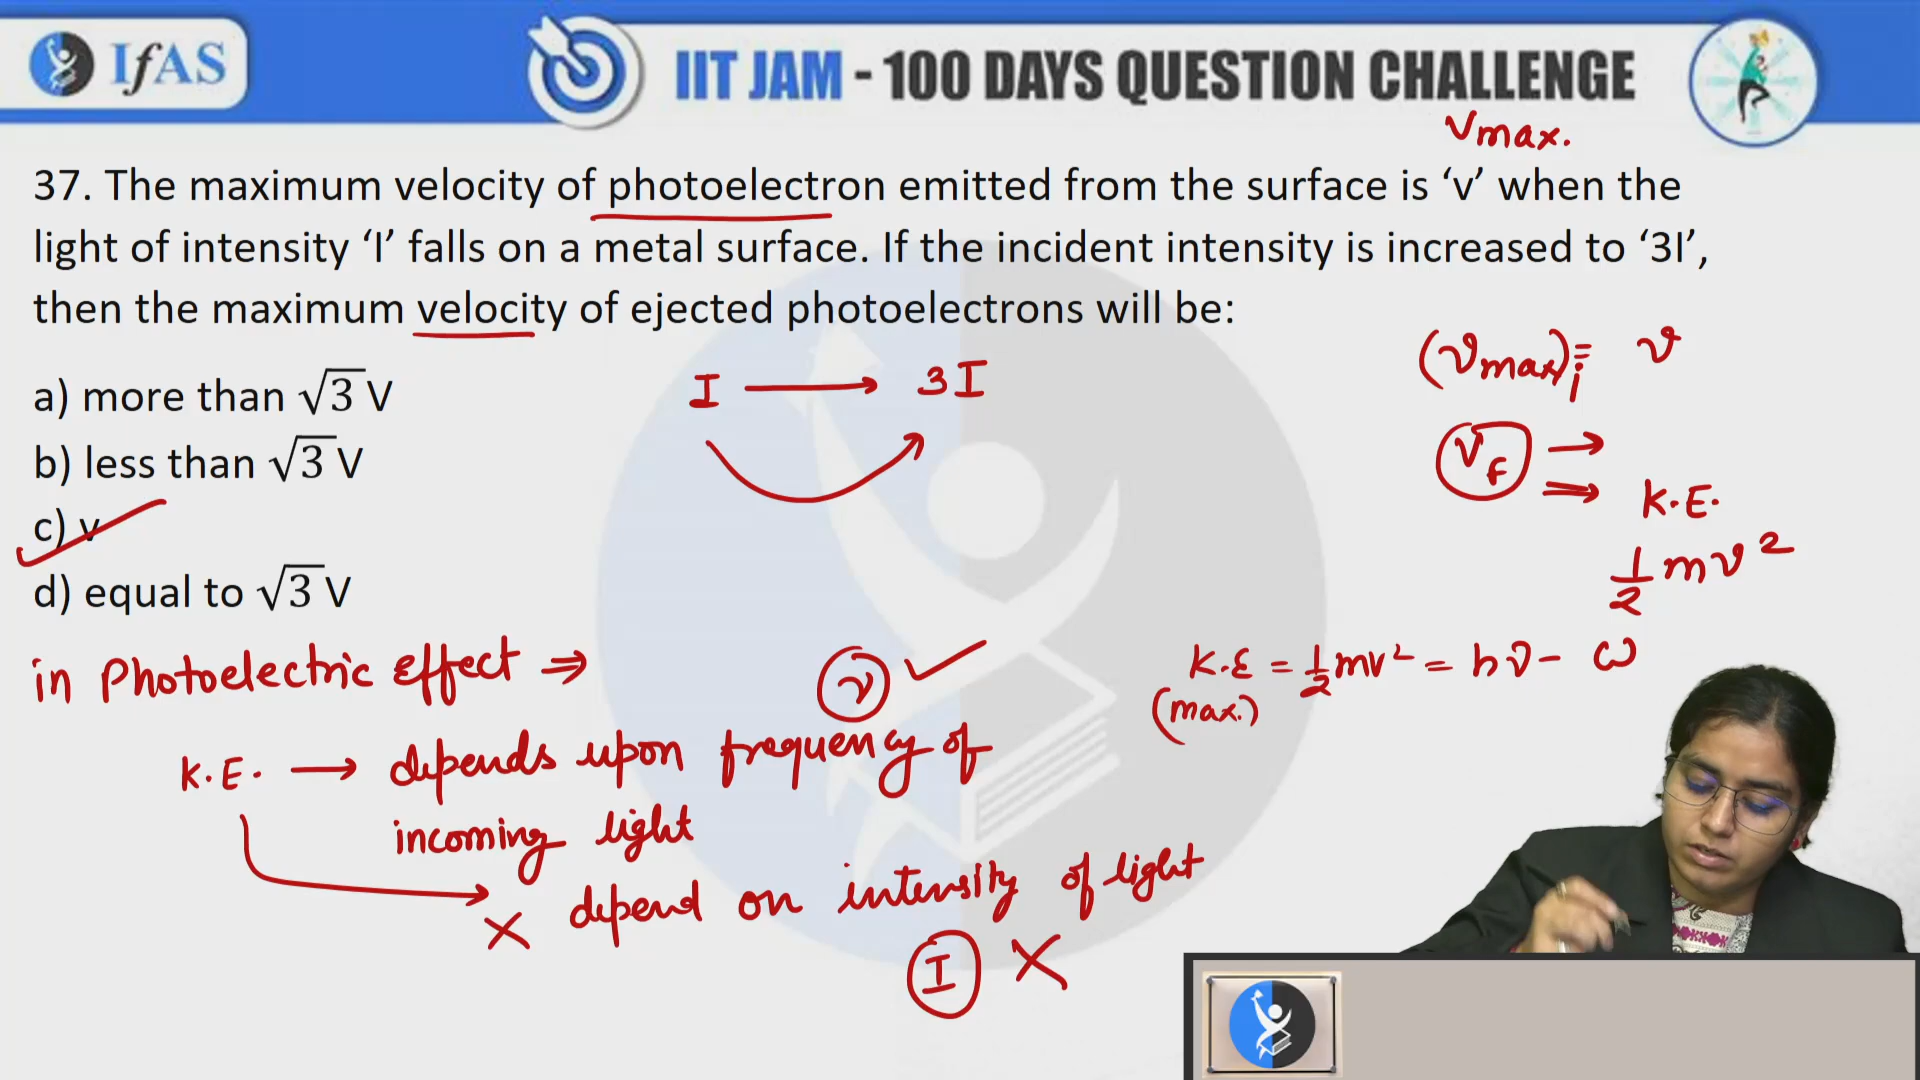 IfAS
IIT JAM - 100 DAYS QUESTION CHALLENGE
Vmax.
37. The maximum velocity of photoelectron emitted from the surface is ‘v’ when the
light of intensity ‘I’ falls on a metal surface. If the incident intensity is increased to ‘3I’,
then the maximum velocity of ejected photoelectrons will be:
a) more than √3 V
b) less than √3 V
c) v
d) equal to √3 V
I → 3I
(vmax)i = v
Vf →
⇒ K.E.
1/2 mv²
in Photoelectric effect ⇒
ν ✓
K.E. → depends upon frequency of
incoming light
× depend on intensity of light
I ×
K.E = 1/2 mv² = hν - ω
(max.)